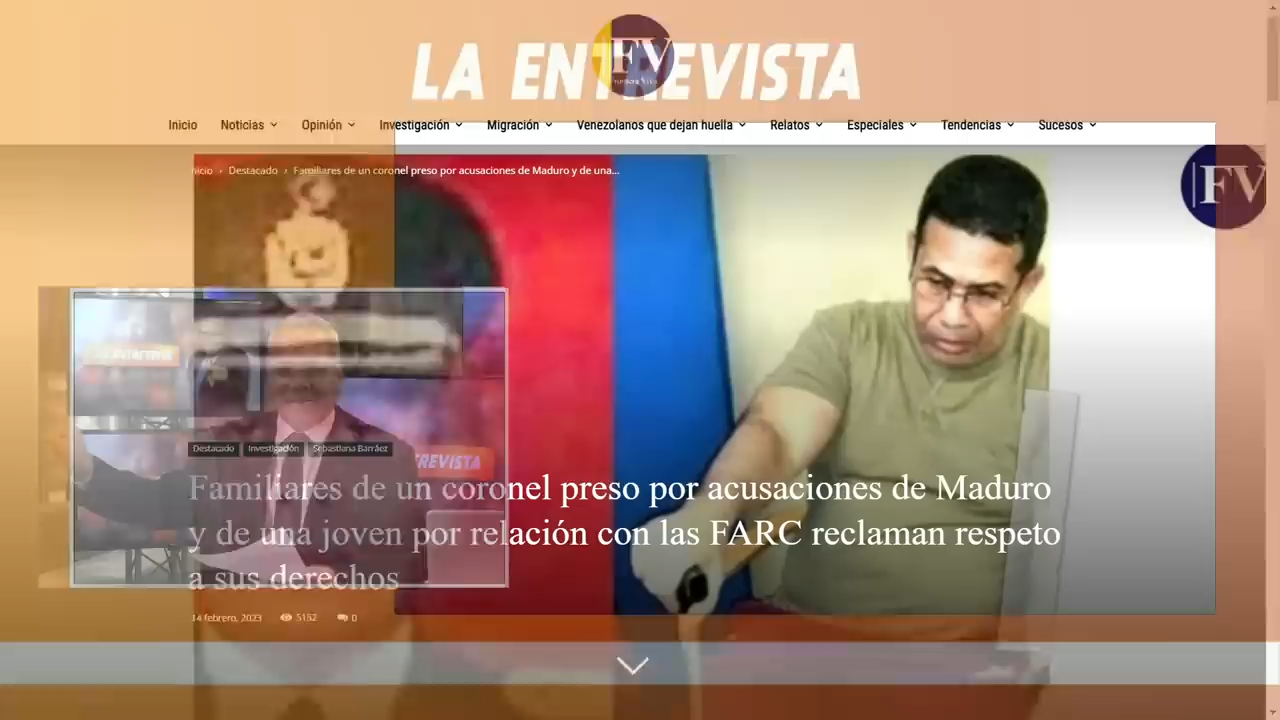 LA ENTREVISTA
FV
Inicio Noticias Opinión Investigación Migración Venezolanos que dejan huella Relatos Especiales Tendencias Sucesos
Inicio › Destacado › Familiares de un coronel preso por acusaciones de Maduro y de una...
FV
Destacado Investigación Sebastiana Barráez
Familiares de un coronel preso por acusaciones de Maduro
y de una joven por relación con las FARC reclaman respeto
a sus derechos
14 febrero, 2023 5152 0